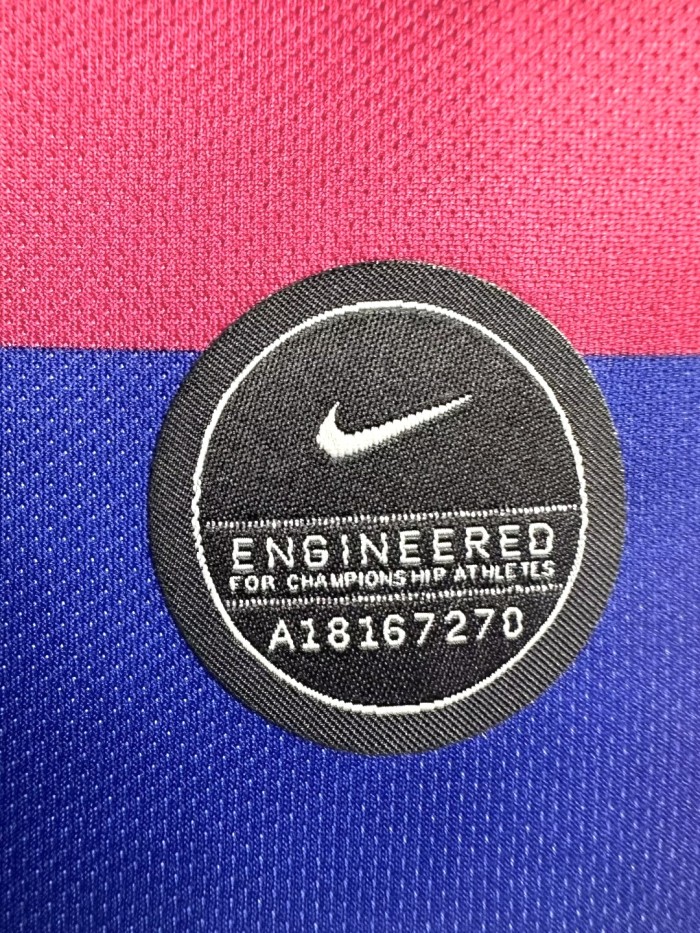 ENGINEERED
FOR CHAMPIONSHIP ATHLETES
A18167270